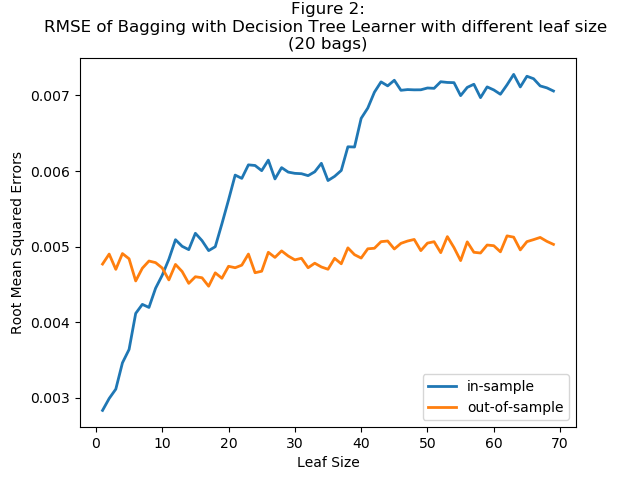 Figure 2:
RMSE of Bagging with Decision Tree Learner with different leaf size
(20 bags)
Root Mean Squared Errors
0.007
0.006
0.005
0.004
0.003
in-sample
out-of-sample
0 10 20 30 40 50 60 70
Leaf Size